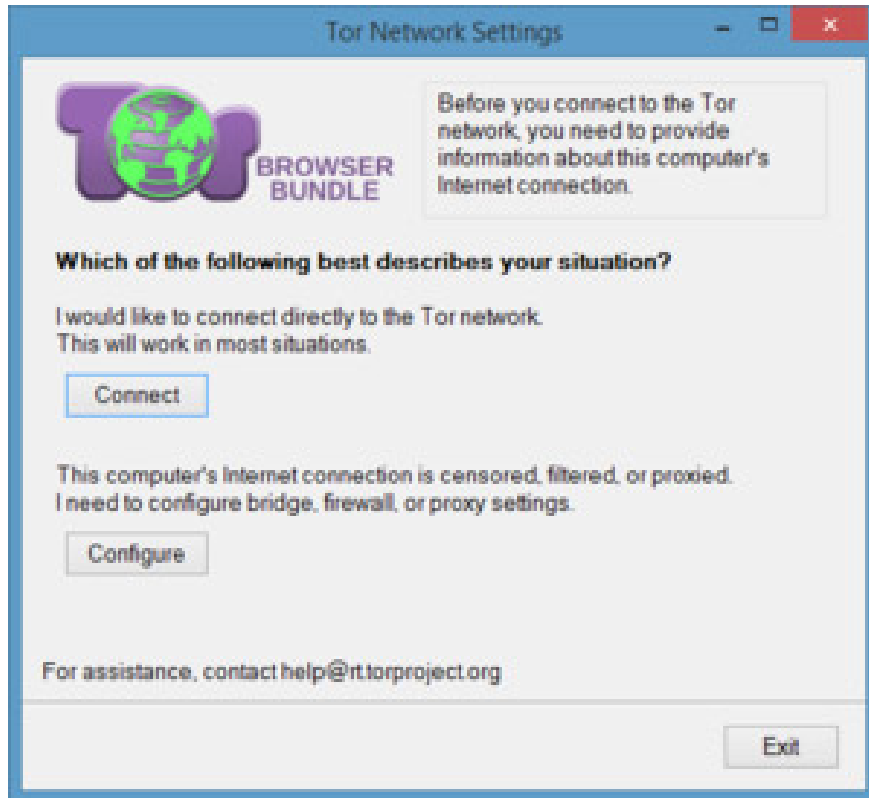 Tor Network Settings
Tor
BROWSER
BUNDLE
Before you connect to the Tor
network, you need to provide
information about this computer's
Internet connection.
Which of the following best describes your situation?
I would like to connect directly to the Tor network.
This will work in most situations.
Connect
This computer's Internet connection is censored, filtered, or proxied.
I need to configure bridge, firewall, or proxy settings.
Configure
For assistance, contact help@rt.torproject.org
Exit